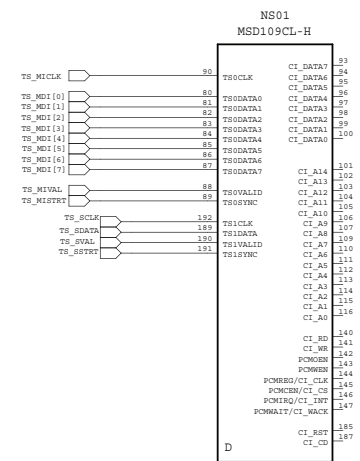 NS01
MSD109CL-H
TS_MICLK 90 TS0CLK
TS_MDI[0] 80 TS0DATA0
TS_MDI[1] 81 TS0DATA1
TS_MDI[2] 82 TS0DATA2
TS_MDI[3] 83 TS0DATA3
TS_MDI[4] 84 TS0DATA4
TS_MDI[5] 85 TS0DATA5
TS_MDI[6] 86 TS0DATA6
TS_MDI[7] 87 TS0DATA7
TS_MIVAL 88 TS0VALID
TS_MISTRT 89 TS0SYNC
TS_SCLK 192 TS1CLK
TS_SDATA 189 TS1DATA
TS_SVAL 190 TS1VALID
TS_SSTRT 191 TS1SYNC
CI_DATA7 93
CI_DATA6 94
CI_DATA5 95
CI_DATA4 96
CI_DATA3 97
CI_DATA2 98
CI_DATA1 99
CI_DATA0 100
CI_A14 101
CI_A13 102
CI_A12 103
CI_A11 104
CI_A10 105
CI_A9 106
CI_A8 107
CI_A7 109
CI_A6 110
CI_A5 111
CI_A4 112
CI_A3 113
CI_A2 114
CI_A1 115
CI_A0 116
CI_RD 140
CI_WR 141
PCMOEN 142
PCMWEN 143
PCMREG/CI_CLK 144
PCMCEN/CI_CS 145
PCMIRQ/CI_INT 146
PCMWAIT/CI_WACK 147
CI_RST 185
CI_CD 187
D